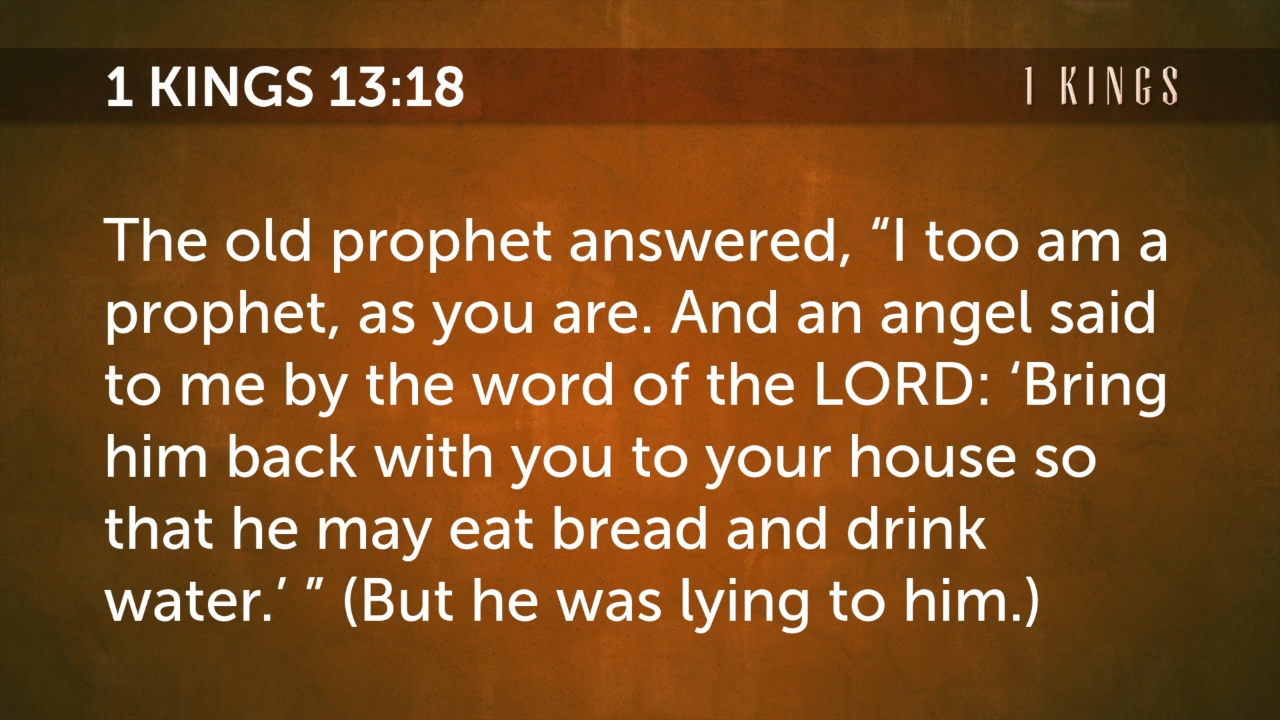 1 KINGS 13:18
1 KINGS
The old prophet answered, “I too am a
prophet, as you are. And an angel said
to me by the word of the LORD: ‘Bring
him back with you to your house so
that he may eat bread and drink
water.’ ” (But he was lying to him.)